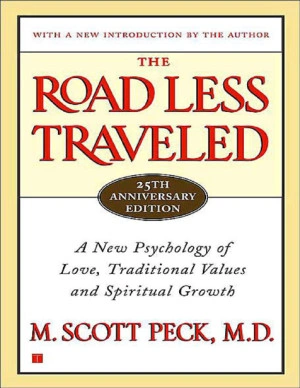 WITH A NEW INTRODUCTION BY THE AUTHOR
THE
ROAD LESS
TRAVELED
25TH
ANNIVERSARY
EDITION
A New Psychology of
Love, Traditional Values
and Spiritual Growth
M. SCOTT PECK, M.D.